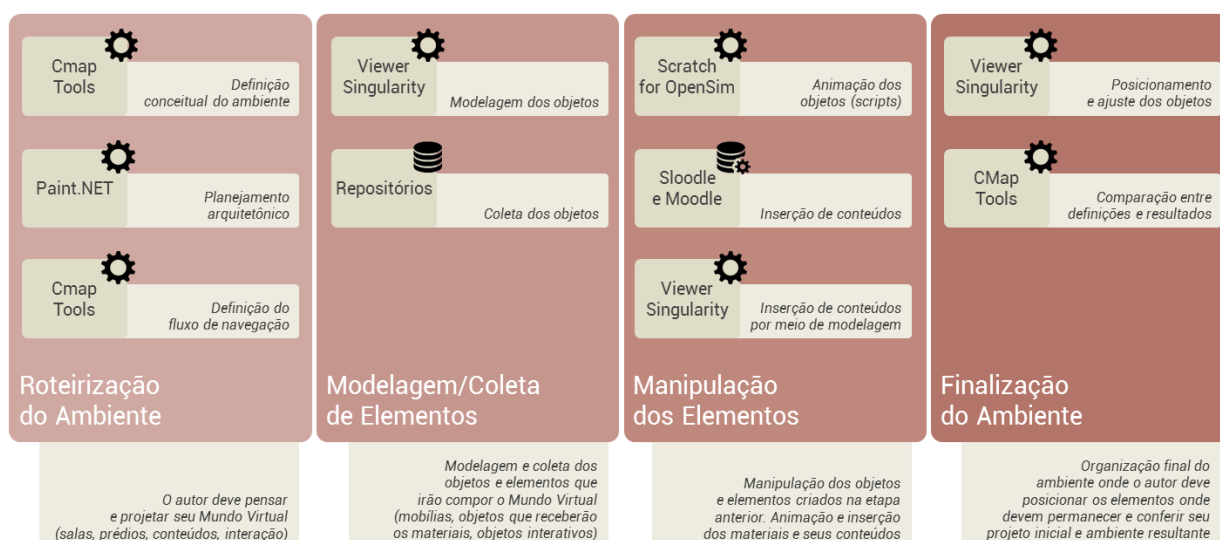 Cmap
Tools
Definição
conceitual do ambiente
Paint.NET
Planejamento
arquitetônico
Cmap
Tools
Definição do
fluxo de navegação
Roteirização
do Ambiente
O autor deve pensar
e projetar seu Mundo Virtual
(salas, prédios, conteúdos, interação)
Viewer
Singularity
Modelagem dos objetos
Repositórios
Coleta dos objetos
Modelagem/Coleta
de Elementos
Modelagem e coleta dos
objetos e elementos que
irão compor o Mundo Virtual
(mobílias, objetos que receberão
os materiais, objetos interativos)
Scratch
for OpenSim
Animação dos
objetos (scripts)
Sloodle
e Moodle
Inserção de conteúdos
Viewer
Singularity
Inserção de conteúdos
por meio de modelagem
Manipulação
dos Elementos
Manipulação dos objetos
e elementos criados na etapa
anterior. Animação e inserção
dos materiais e seus conteúdos
Viewer
Singularity
Posicionamento
e ajuste dos objetos
CMap
Tools
Comparação entre
definições e resultados
Finalização
do Ambiente
Organização final do
ambiente onde o autor deve
posicionar os elementos onde
devem permanecer e conferir seu
projeto inicial e ambiente resultante